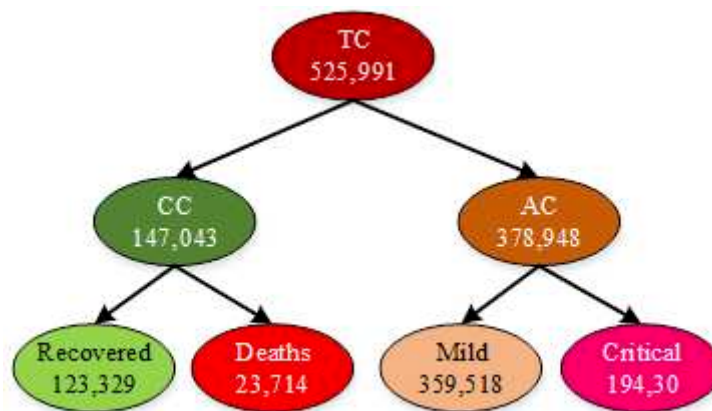 TC
525,991
CC
147,043
AC
378,948
Recovered
123,329
Deaths
23,714
Mild
359,518
Critical
194,30